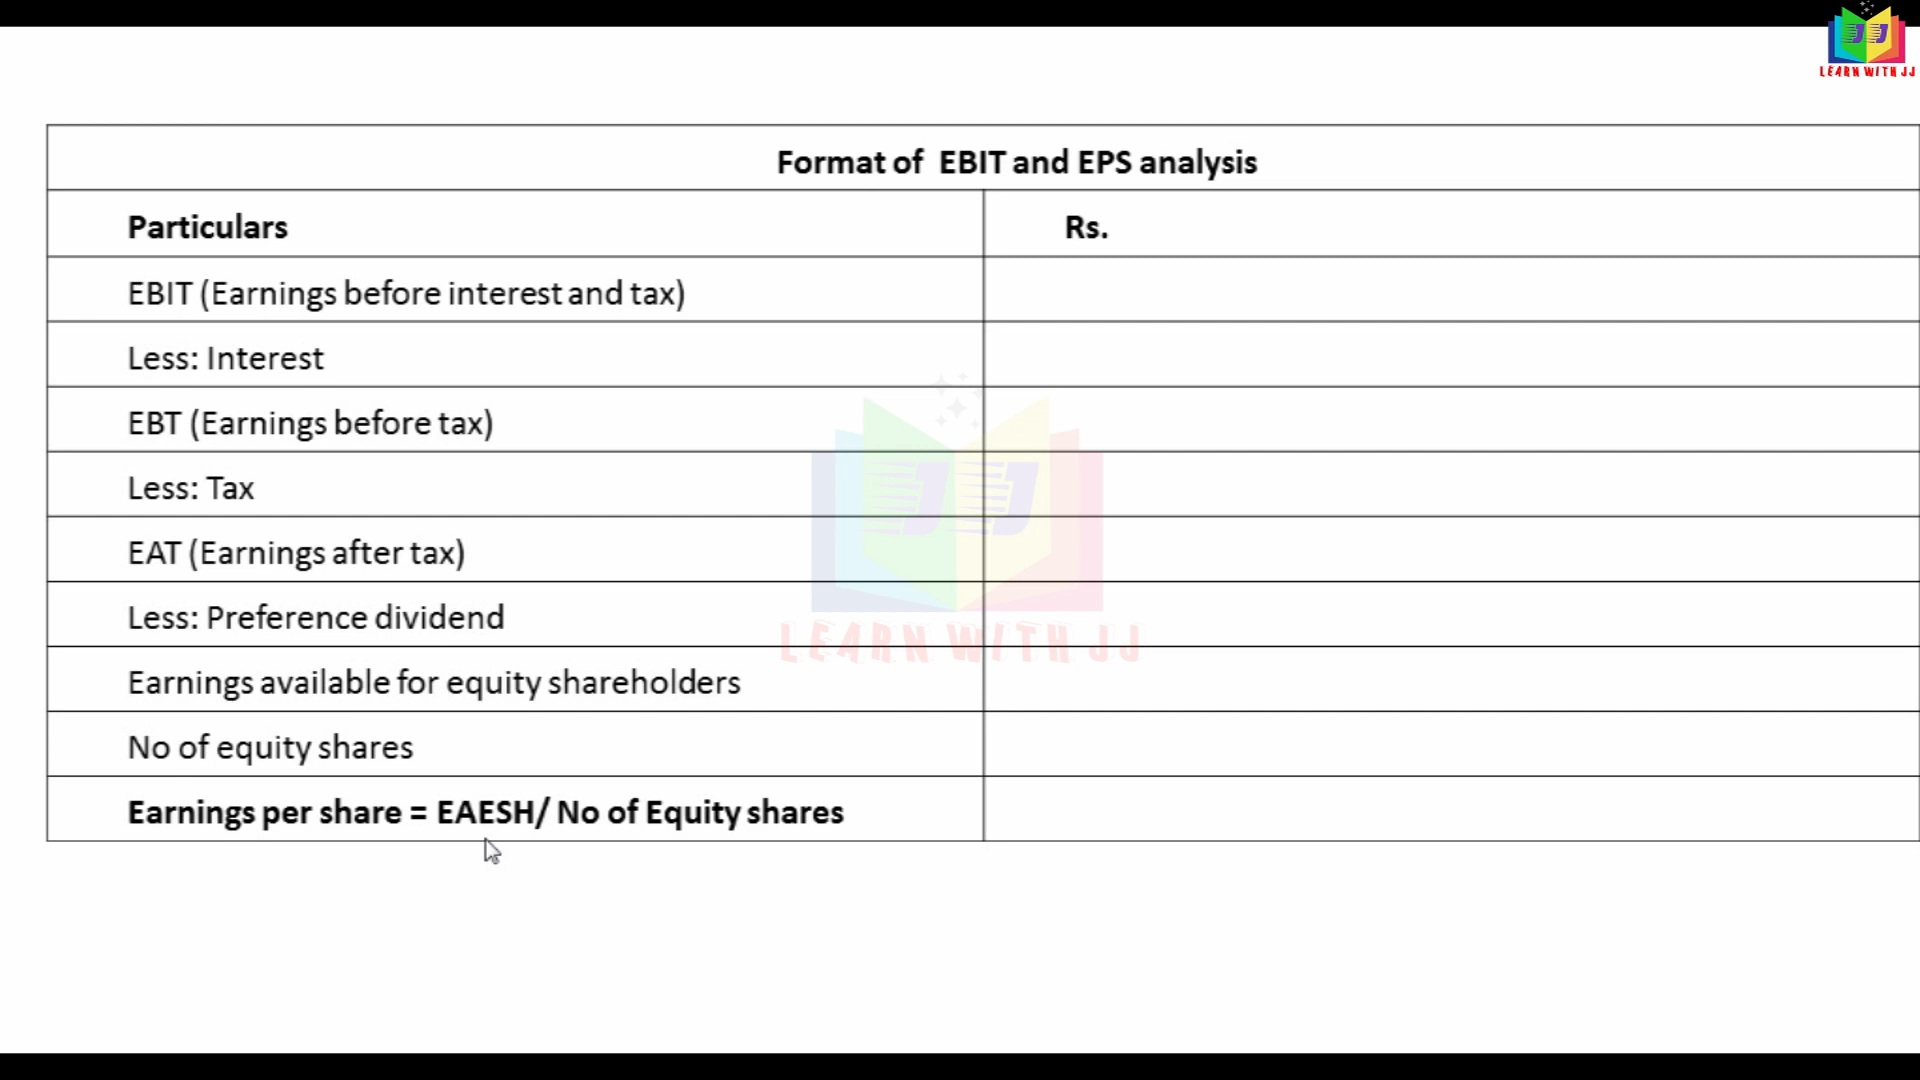 LEARN WITH JJ
Format of EBIT and EPS analysis
Particulars
Rs.
EBIT (Earnings before interest and tax)
Less: Interest
EBT (Earnings before tax)
Less: Tax
EAT (Earnings after tax)
Less: Preference dividend
LEARN WITH JJ
Earnings available for equity shareholders
No of equity shares
Earnings per share = EAESH/ No of Equity shares